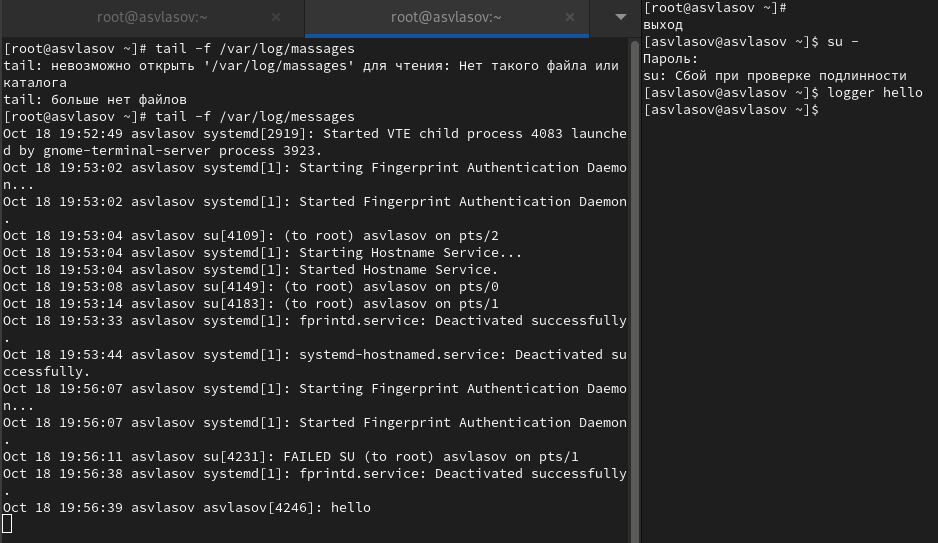 root@asvlasov:~ ×
root@asvlasov:~ ×
[root@asvlasov ~]# tail -f /var/log/massages
tail: невозможно открыть '/var/log/massages' для чтения: Нет такого файла или
каталога
tail: больше нет файлов
[root@asvlasov ~]# tail -f /var/log/messages
Oct 18 19:52:49 asvlasov systemd[2919]: Started VTE child process 4083 launche
d by gnome-terminal-server process 3923.
Oct 18 19:53:02 asvlasov systemd[1]: Starting Fingerprint Authentication Daemo
n...
Oct 18 19:53:02 asvlasov systemd[1]: Started Fingerprint Authentication Daemon
.
Oct 18 19:53:04 asvlasov su[4109]: (to root) asvlasov on pts/2
Oct 18 19:53:04 asvlasov systemd[1]: Starting Hostname Service...
Oct 18 19:53:04 asvlasov systemd[1]: Started Hostname Service.
Oct 18 19:53:08 asvlasov su[4149]: (to root) asvlasov on pts/0
Oct 18 19:53:14 asvlasov su[4183]: (to root) asvlasov on pts/1
Oct 18 19:53:33 asvlasov systemd[1]: fprintd.service: Deactivated successfully
.
Oct 18 19:53:44 asvlasov systemd[1]: systemd-hostnamed.service: Deactivated su
ccessfully.
Oct 18 19:56:07 asvlasov systemd[1]: Starting Fingerprint Authentication Daemo
n...
Oct 18 19:56:07 asvlasov systemd[1]: Started Fingerprint Authentication Daemon
.
Oct 18 19:56:11 asvlasov su[4231]: FAILED SU (to root) asvlasov on pts/1
Oct 18 19:56:38 asvlasov systemd[1]: fprintd.service: Deactivated successfully
.
Oct 18 19:56:39 asvlasov asvlasov[4246]: hello
[root@asvlasov ~]#
выход
[asvlasov@asvlasov ~]$ su -
Пароль:
su: Сбой при проверке подлинности
[asvlasov@asvlasov ~]$ logger hello
[asvlasov@asvlasov ~]$